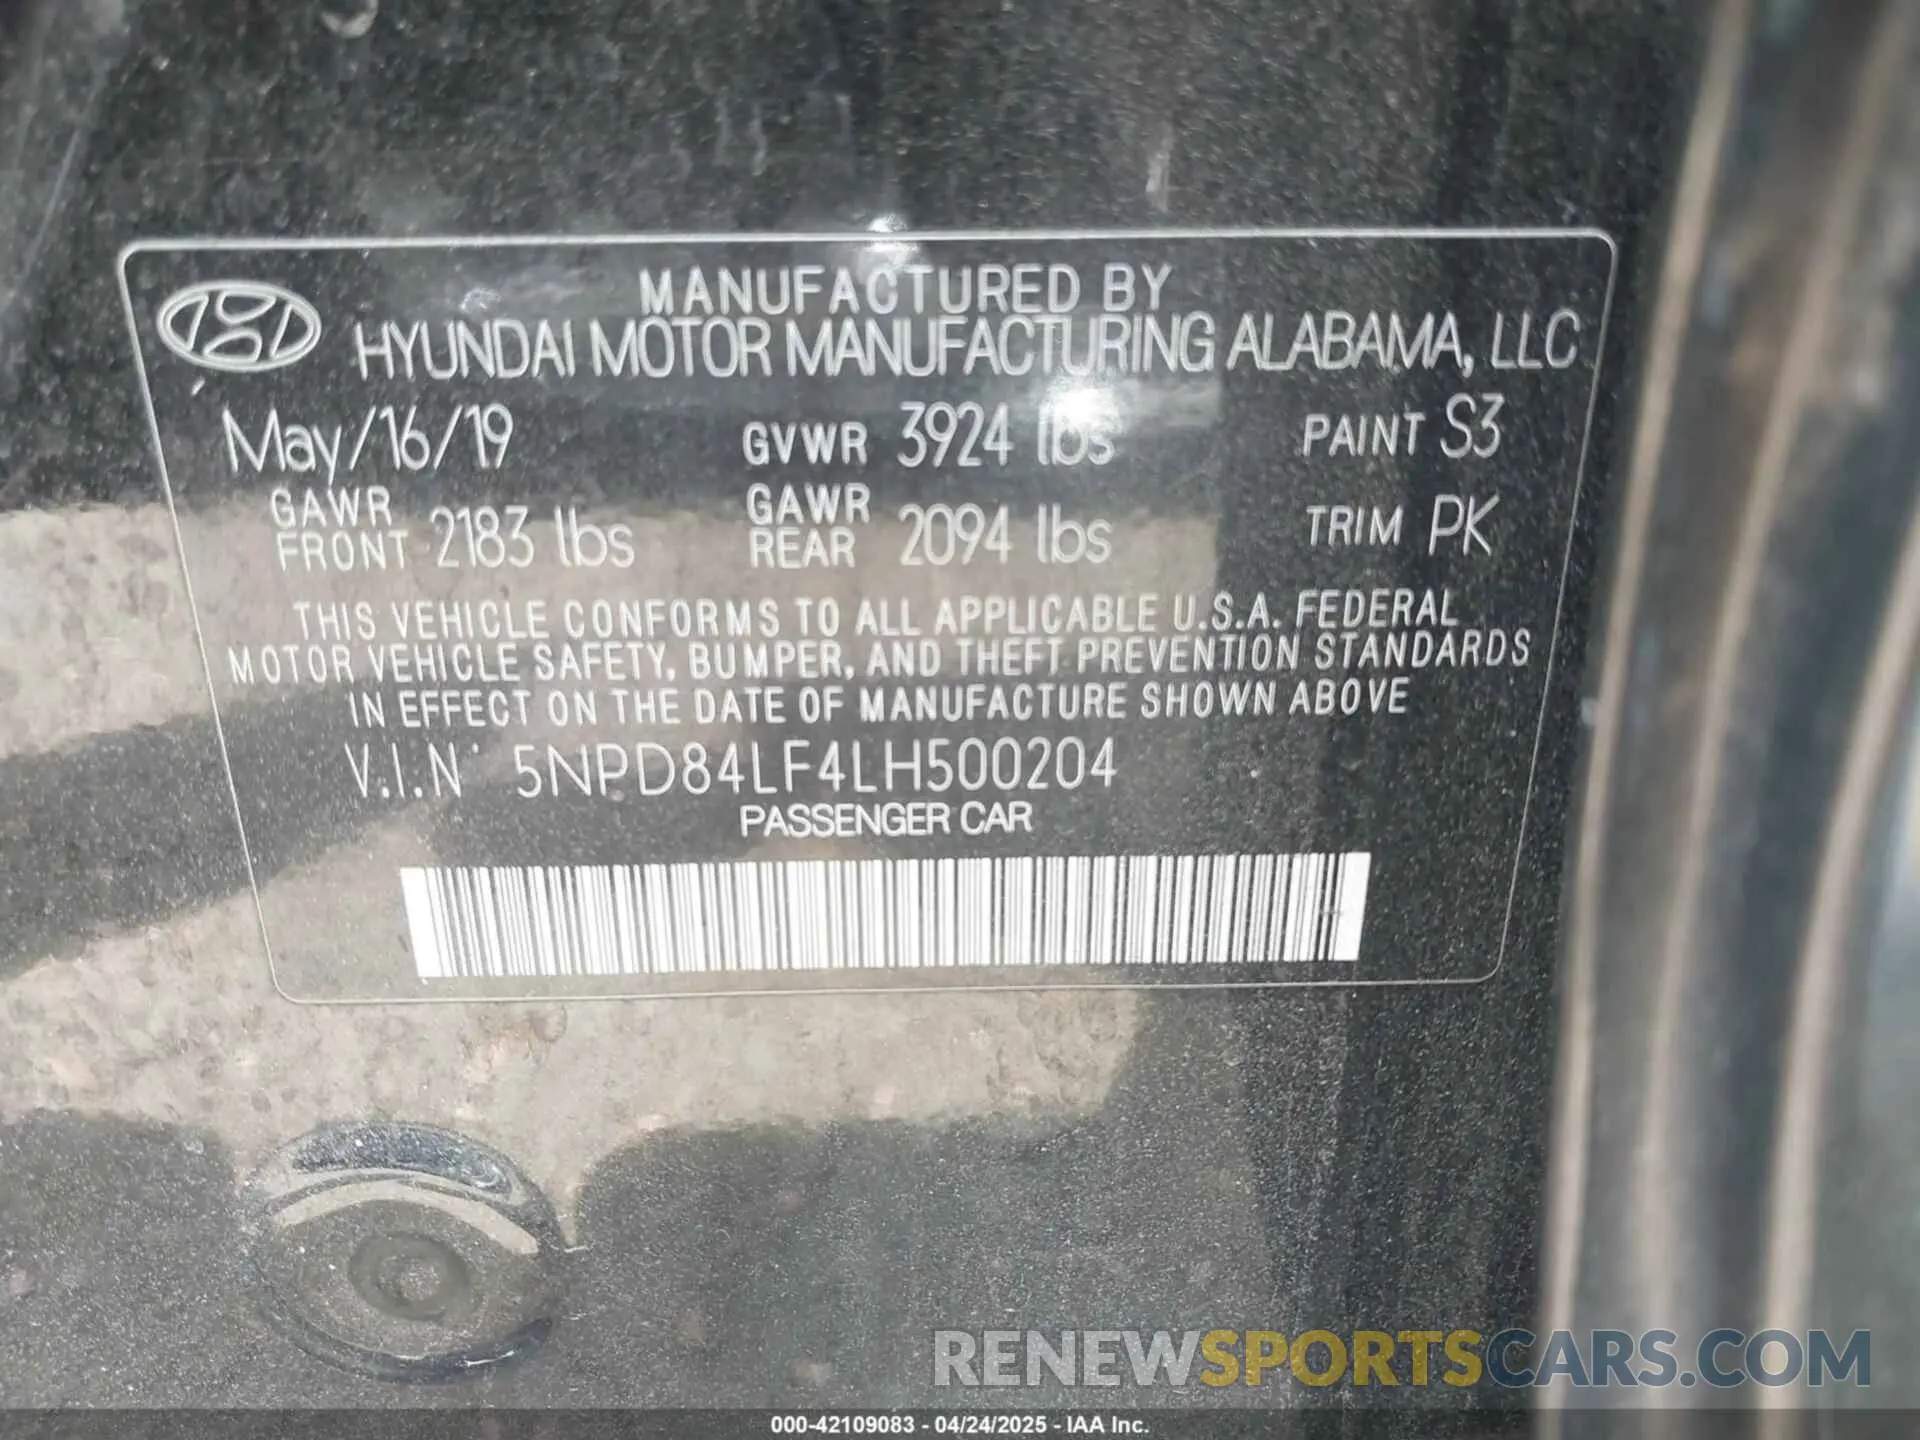 MANUFACTURED BY
HYUNDAI MOTOR MANUFACTURING ALABAMA, LLC
May/16/19 GVWR 3924 lbs PAINT S3
GAWR FRONT 2183 lbs GAWR REAR 2094 lbs TRIM PK
THIS VEHICLE CONFORMS TO ALL APPLICABLE U.S.A. FEDERAL
MOTOR VEHICLE SAFETY, BUMPER, AND THEFT PREVENTION STANDARDS
IN EFFECT ON THE DATE OF MANUFACTURE SHOWN ABOVE
V.I.N : 5NPD84LF4LH500204
PASSENGER CAR
RENEWSPORTSCARS.COM
000-42109083 - 04/24/2025 - IAA Inc.